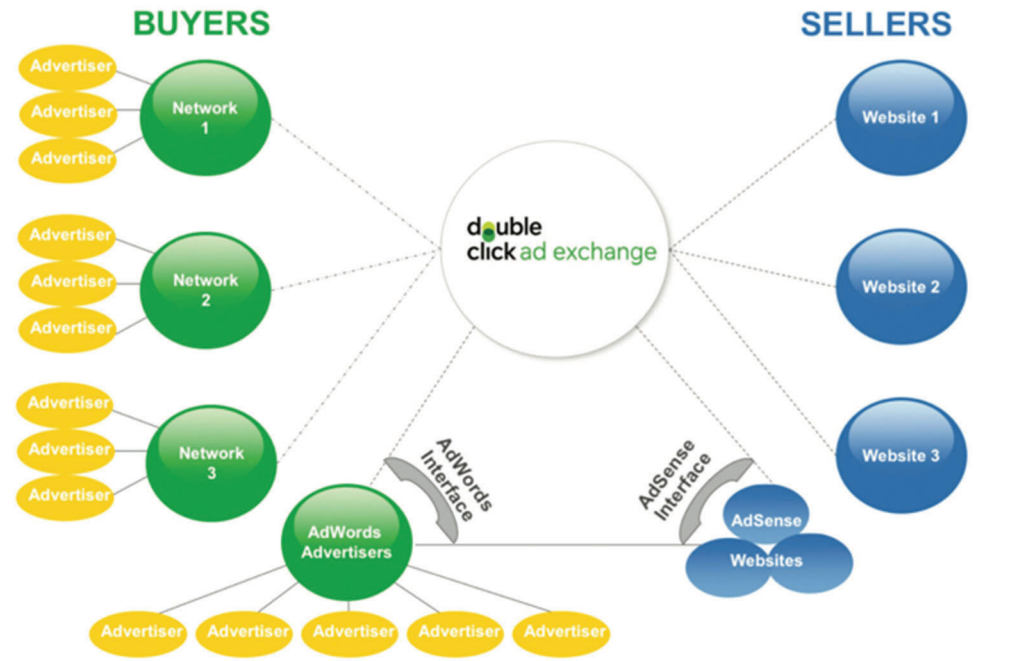 BUYERS
SELLERS
Advertiser
Advertiser
Advertiser
Network
1
Advertiser
Advertiser
Advertiser
Network
2
Advertiser
Advertiser
Advertiser
Network
3
double
click ad exchange
Website 1
Website 2
Website 3
AdWords
Interface
AdSense
Interface
AdWords
Advertisers
AdSense
Websites
Advertiser
Advertiser
Advertiser
Advertiser
Advertiser